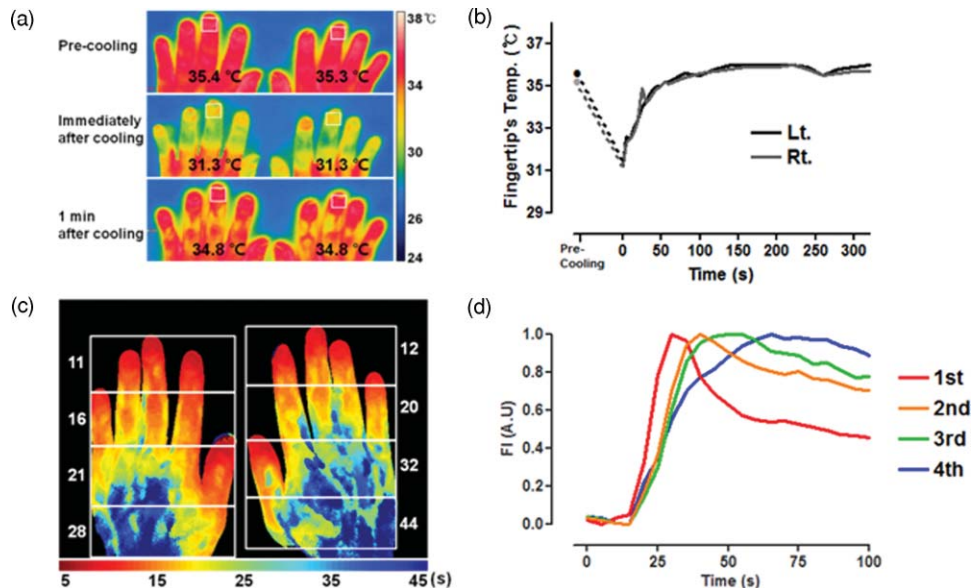 (a)
Pre-cooling
35.4 ℃ 35.3 ℃
Immediately
after cooling
31.3 ℃ 31.3 ℃
1 min
after cooling
34.8 ℃ 34.8 ℃
38℃
34
30
26
24
(b)
Fingertip's Temp. (℃)
37
35
33
31
29
Lt.
Rt.
Pre-
Cooling
0 50 100 150 200 250 300
Time (s)
(c)
11
16
21
28
12
20
32
44
5 15 25 35 45 (s)
(d)
FI (A.U)
1.0
0.8
0.6
0.4
0.2
0.0
0 25 50 75 100
Time (s)
1st
2nd
3rd
4th